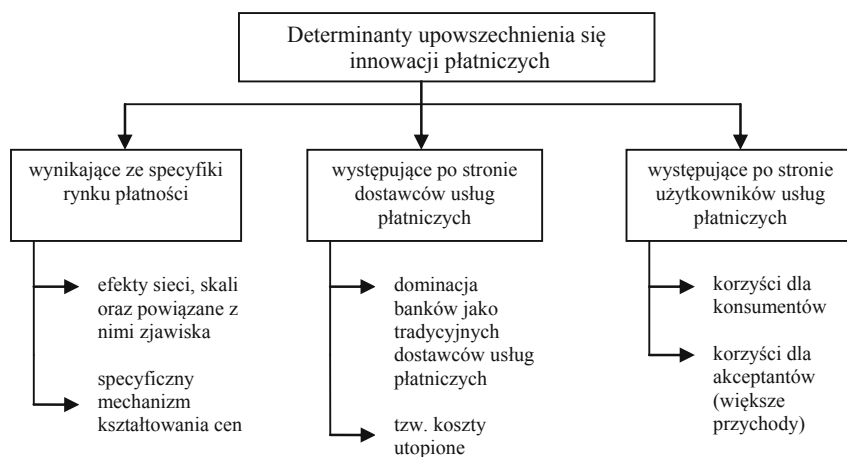 Determinanty upowszechnienia się
innowacji płatniczych
wynikające ze specyfiki
rynku płatności
efekty sieci, skali
oraz powiązane z
nimi zjawiska
specyficzny
mechanizm
kształtowania cen
występujące po stronie
dostawców usług
płatniczych
dominacja
banków jako
tradycyjnych
dostawców usług
płatniczych
tzw. koszty
utopione
występujące po stronie
użytkowników usług
płatniczych
korzyści dla
konsumentów
korzyści dla
akceptantów
(większe
przychody)